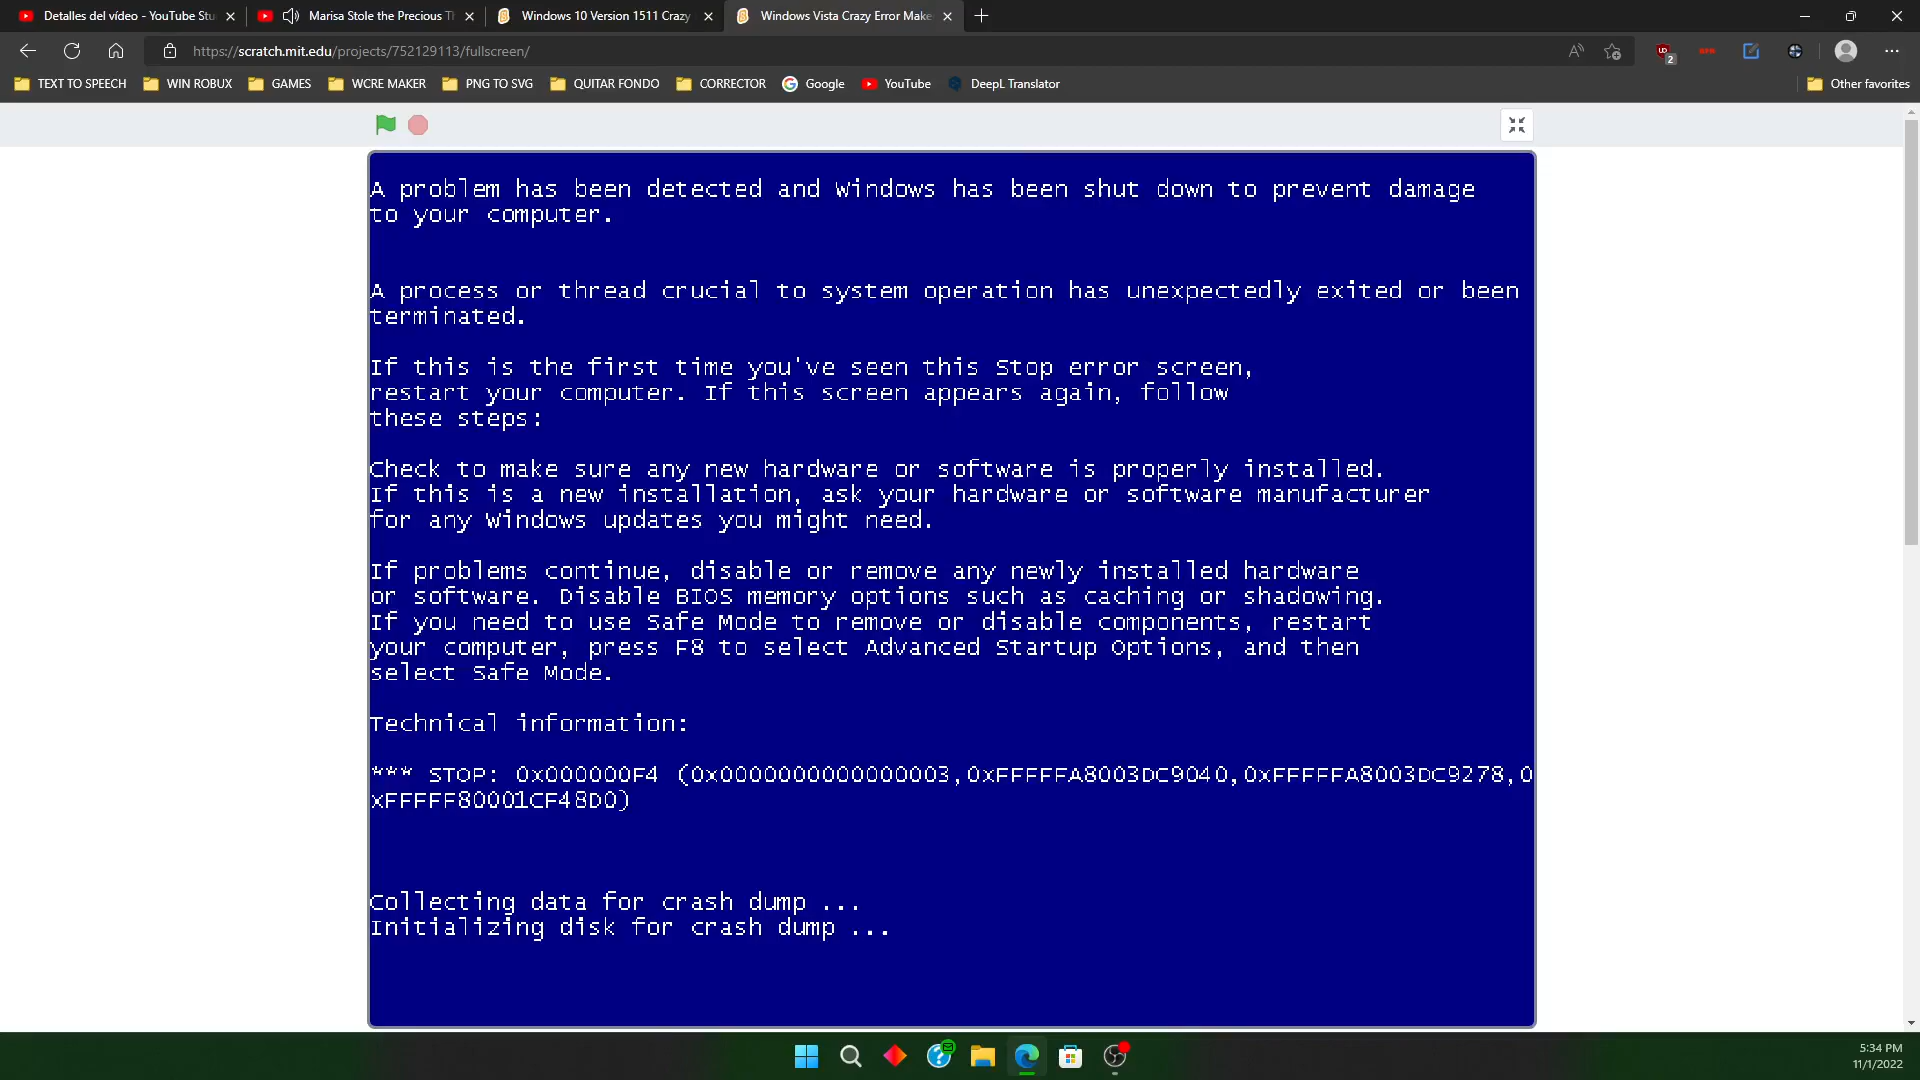 Detalles del vídeo - YouTube Stu
Marisa Stole the Precious Th
Windows 10 Version 1511 Crazy
Windows Vista Crazy Error Make
https://scratch.mit.edu/projects/752129113/fullscreen/
2
TEXT TO SPEECH
WIN ROBUX
GAMES
WCRE MAKER
PNG TO SVG
QUITAR FONDO
CORRECTOR
Google
YouTube
DeepL Translator
Other favorites
A problem has been detected and Windows has been shut down to prevent damage
to your computer.
A process or thread crucial to system operation has unexpectedly exited or been
terminated.
If this is the first time you've seen this Stop error screen,
restart your computer. If this screen appears again, follow
these steps:
Check to make sure any new hardware or software is properly installed.
If this is a new installation, ask your hardware or software manufacturer
for any Windows updates you might need.
If problems continue, disable or remove any newly installed hardware
or software. Disable BIOS memory options such as caching or shadowing.
If you need to use Safe Mode to remove or disable components, restart
your computer, press F8 to select Advanced Startup Options, and then
select Safe Mode.
Technical information:
*** STOP: 0x000000F4 (0x0000000000000003,0xFFFFFA8003DC9040,0xFFFFFA8003DC9278,0
xFFFFF80001CF48D0)
Collecting data for crash dump ...
Initializing disk for crash dump ...
5:34 PM
11/1/2022